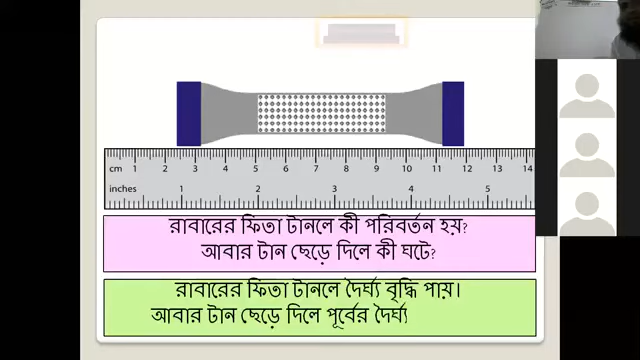 cm 1 2 3 4 5 6 7 8 9 10 11 12 13 14
inches 1 2 3 4 5
রাবারের ফিতা টানলে কী পরিবর্তন হয়?
আবার টান ছেড়ে দিলে কী ঘটে?
রাবারের ফিতা টানলে দৈর্ঘ্য বৃদ্ধি পায়।
আবার টান ছেড়ে দিলে পূর্বের দৈর্ঘ্য